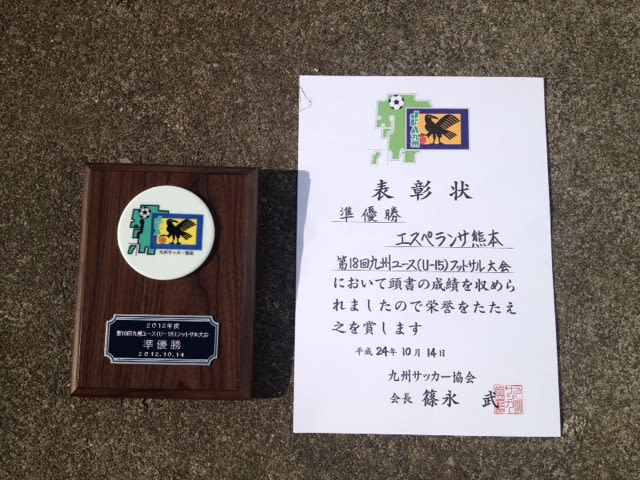 九州サッカー協会
2012年度
第18回九州ユース(U-15)フットサル大会
準優勝
2012.10.14
表彰状
準優勝
エスペランサ熊本
第18回九州ユース(U-15)フットサル大会
において頭書の成績を収めら
れましたので栄誉をたたえ
之を賞します
平成24年10月14日
九州サッカー協会
会長 篠永 武